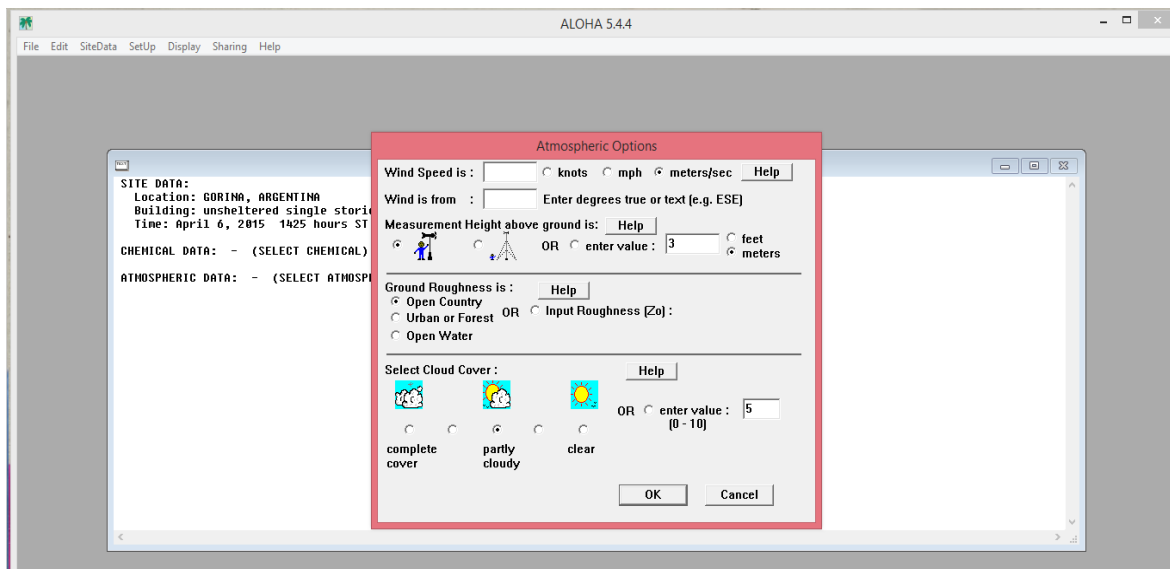 ALOHA 5.4.4
File Edit SiteData SetUp Display Sharing Help
SITE DATA:
Location: GORINA, ARGENTINA
Building: unsheltered single storie
Time: April 6, 2015 1425 hours ST
CHEMICAL DATA: - (SELECT CHEMICAL)
ATMOSPHERIC DATA: - (SELECT ATMOSP
Atmospheric Options
Wind Speed is : knots mph meters/sec Help
Wind is from : Enter degrees true or text (e.g. ESE)
Measurement Height above ground is: Help
OR enter value : 3 feet
meters
Ground Roughness is : Help
Open Country
Urban or Forest OR Input Roughness (Zo) :
Open Water
Select Cloud Cover : Help
OR enter value : 5
(0 - 10)
complete cover
partly cloudy
clear
OK Cancel